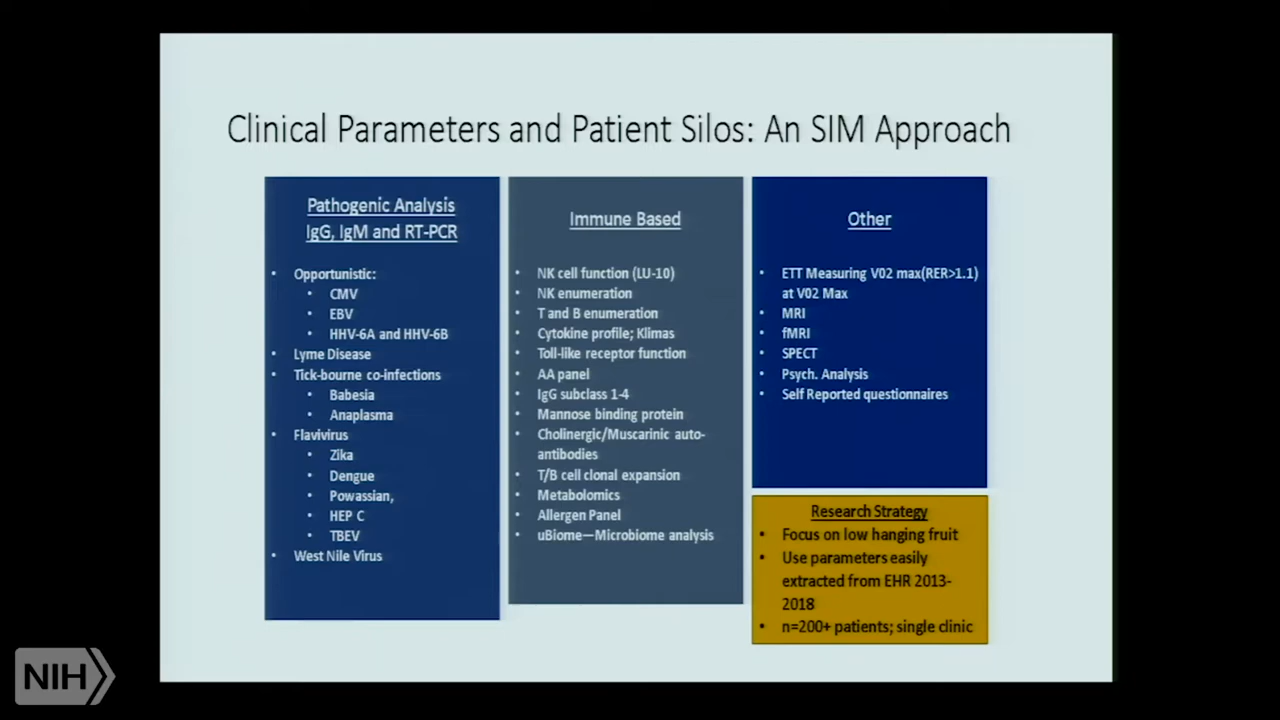 Clinical Parameters and Patient Silos: An SIM Approach
Pathogenic Analysis
IgG, IgM and RT-PCR
• Opportunistic:
• CMV
• EBV
• HHV-6A and HHV-6B
• Lyme Disease
• Tick-bourne co-infections
• Babesia
• Anaplasma
• Flavivirus
• Zika
• Dengue
• Powassian,
• HEP C
• TBEV
• West Nile Virus
Immune Based
• NK cell function (LU-10)
• NK enumeration
• T and B enumeration
• Cytokine profile; Klimas
• Toll-like receptor function
• AA panel
• IgG subclass 1-4
• Mannose binding protein
• Cholinergic/Muscarinic auto-
antibodies
• T/B cell clonal expansion
• Metabolomics
• Allergen Panel
• uBiome—Microbiome analysis
Other
• ETT Measuring V02 max(RER>1.1)
at V02 Max
• MRI
• fMRI
• SPECT
• Psych. Analysis
• Self Reported questionnaires
Research Strategy
• Focus on low hanging fruit
• Use parameters easily
extracted from EHR 2013-
2018
• n=200+ patients; single clinic
NIH